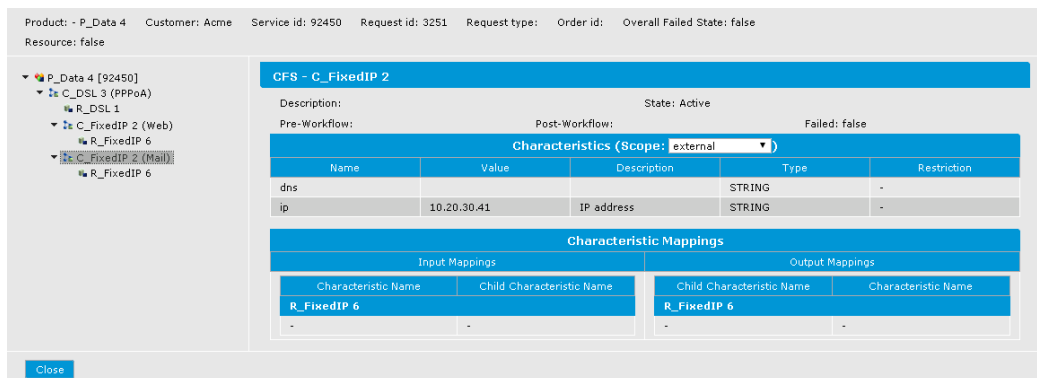 Product: - P_Data 4 Customer: Acme Service id: 92450 Request id: 3251 Request type: Order id: Overall Failed State: false
Resource: false
P_Data 4 [92450]
C_DSL 3 (PPPoA)
R_DSL 1
C_FixedIP 2 (Web)
R_FixedIP 6
C_FixedIP 2 (Mail)
R_FixedIP 6
CFS - C_FixedIP 2
Description: State: Active
Pre-Workflow: Post-Workflow: Failed: false
Characteristics (Scope: external )
Name Value Description Type Restriction
dns STRING -
ip 10.20.30.41 IP address STRING -
Characteristic Mappings
Input Mappings Output Mappings
Characteristic Name Child Characteristic Name Child Characteristic Name Characteristic Name
R_FixedIP 6 R_FixedIP 6
- - - -
Close